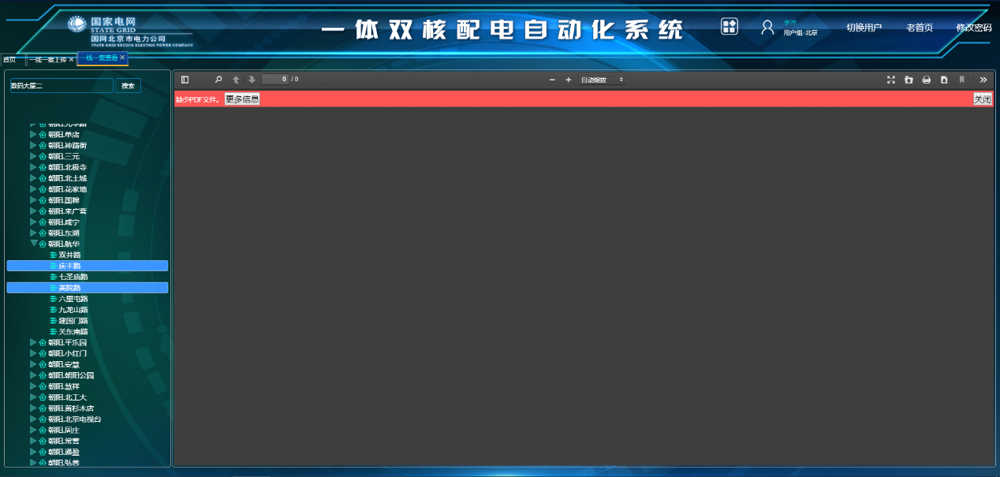 国家电网
STATE GRID
国网北京市电力公司
STATE GRID BEIJING ELECTRIC POWER COMPANY
一体双核配电自动化系统
李沛
用户组-北京
切换用户
老首页
修改密码
首页
一线一案上传 ×
一线一案查看 ×
数码大厦二
搜索
0 / 0
自动缩放
缺少PDF文件。
更多信息
关闭
朝阳.单店
朝阳.神路街
朝阳.三元
朝阳.北极寺
朝阳.北土城
朝阳.花家地
朝阳.国棉
朝阳.来广营
朝阳.咸宁
朝阳.东湖
朝阳.航华
双井路
庆丰路
七圣庙路
美院路
六里屯路
九龙山路
建国门路
关东南路
朝阳.平乐园
朝阳.小红门
朝阳.安慧
朝阳.朝阳公园
朝阳.慧祥
朝阳.北工大
朝阳.黄杉木店
朝阳.北京电视台
朝阳.周庄
朝阳.常营
朝阳.通盈
朝阳.弘善